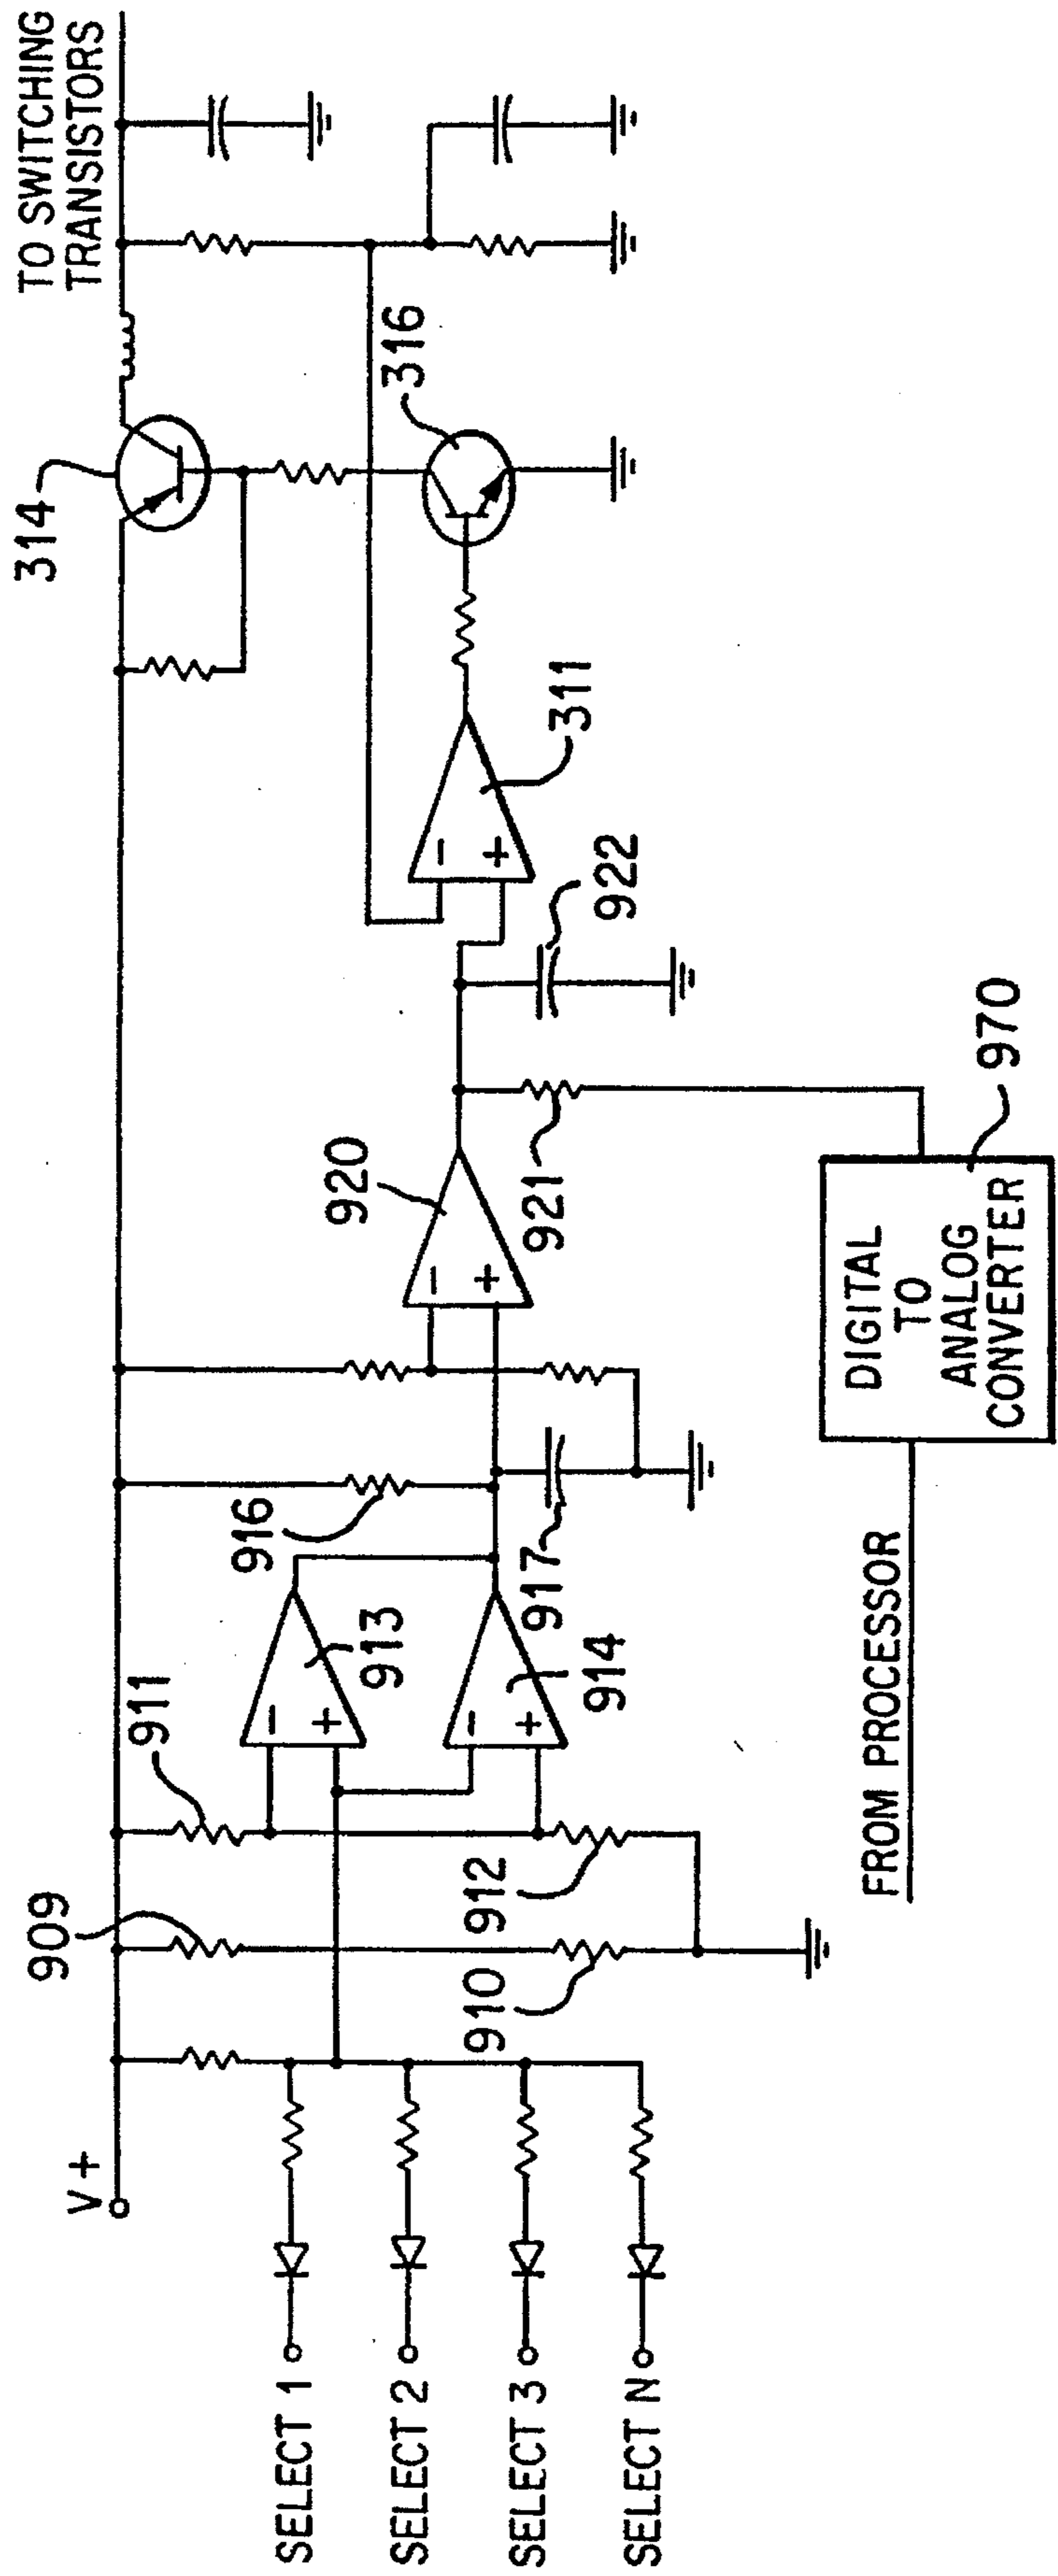 V+
TO SWITCHING
TRANSISTORS
314
316
311
920
922
921
916
917
911
913
914
909
912
910
-
+
-
+
-
+
-
+
SELECT 1
SELECT 2
SELECT 3
SELECT N
FROM PROCESSOR
DIGITAL
TO
ANALOG
CONVERTER
970